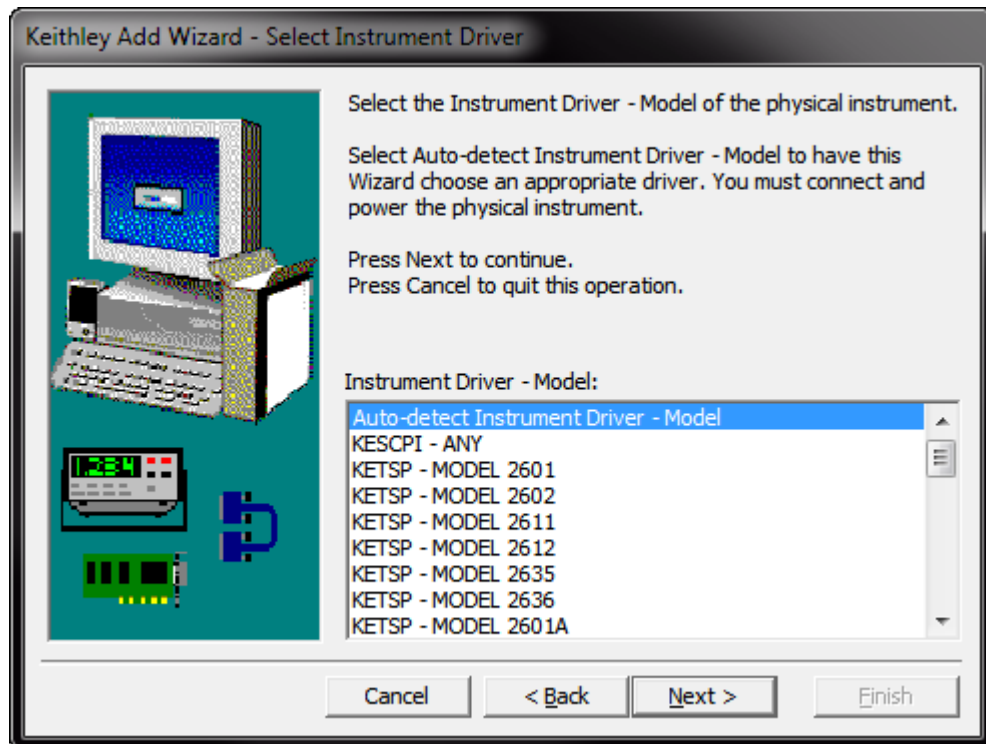 Keithley Add Wizard - Select Instrument Driver
Select the Instrument Driver - Model of the physical instrument.
Select Auto-detect Instrument Driver - Model to have this
Wizard choose an appropriate driver. You must connect and
power the physical instrument.
Press Next to continue.
Press Cancel to quit this operation.
1.234
Instrument Driver - Model:
Auto-detect Instrument Driver - Model
KESCPI - ANY
KETSP - MODEL 2601
KETSP - MODEL 2602
KETSP - MODEL 2611
KETSP - MODEL 2612
KETSP - MODEL 2635
KETSP - MODEL 2636
KETSP - MODEL 2601A
Cancel
< Back
Next >
Finish